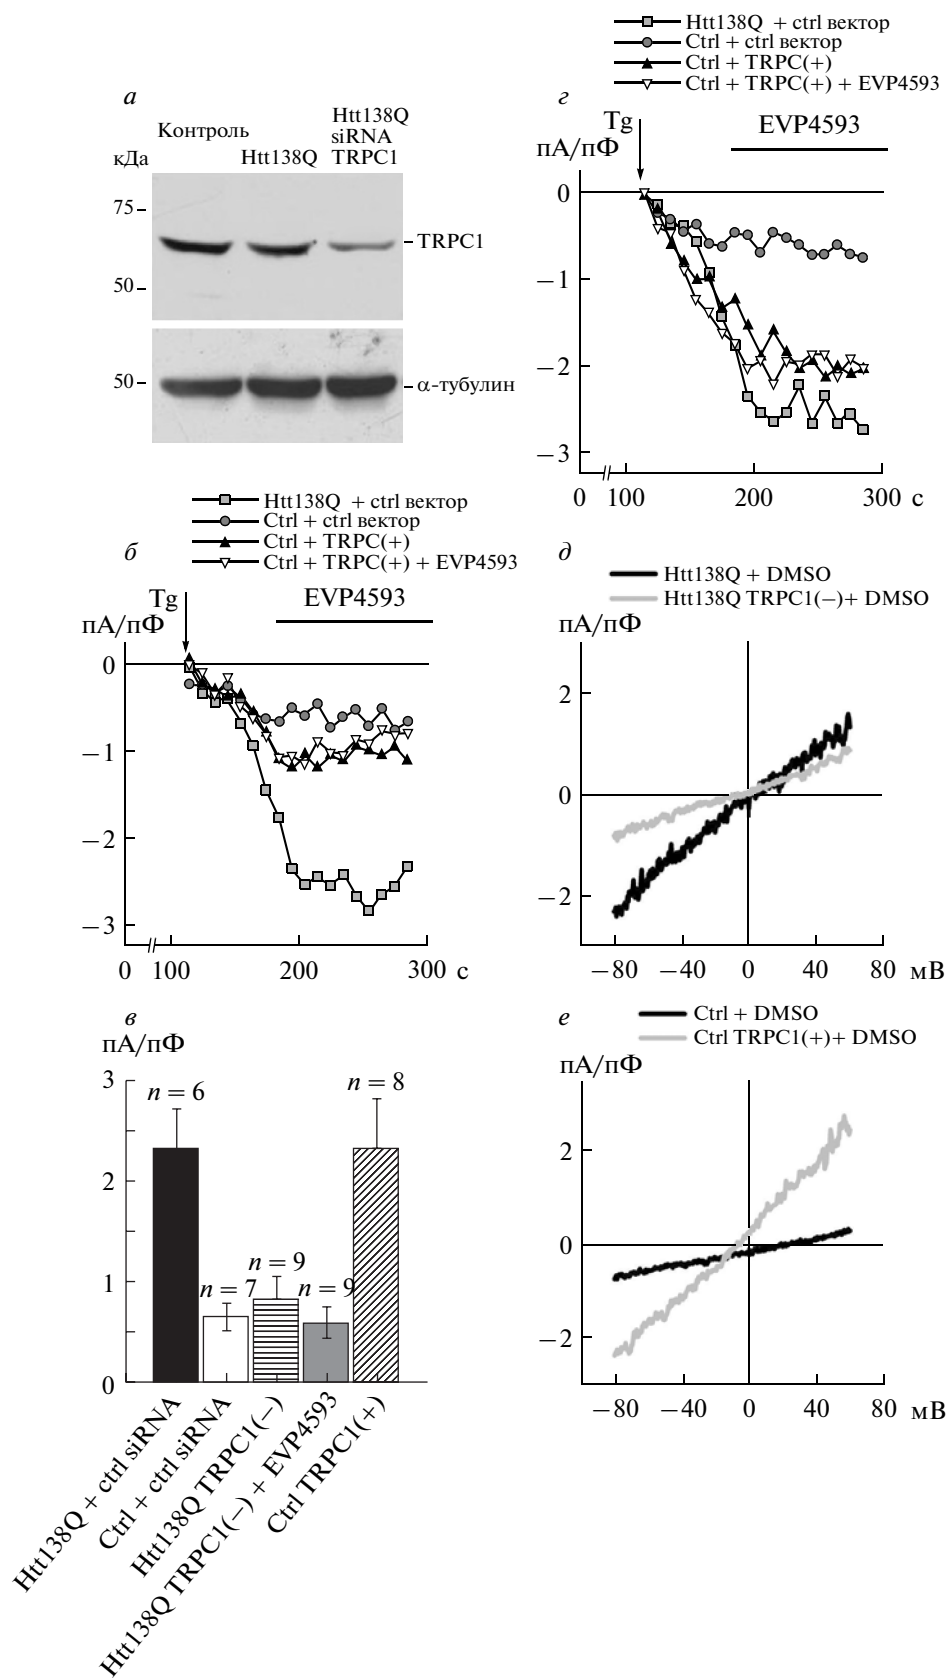 а
Контроль
Htt138Q
Htt138Q
siRNA
TRPC1
кДа
75
50
TRPC1
50
α-тубулин
Htt138Q + ctrl вектор
Ctrl + ctrl вектор
Ctrl + TRPC(+)
Ctrl + TRPC(+) + EVP4593
б
Tg
EVP4593
пА/пФ
0
−1
−2
−3
0 100 200 300 с
в
пА/пФ
3
2
1
0
n = 6
n = 7
n = 9
n = 9
n = 8
Htt138Q + ctrl siRNA
Ctrl + ctrl siRNA
Htt138Q TRPC1(−)
Htt138Q TRPC1(−) + EVP4593
Ctrl TRPC1(+)
Htt138Q + ctrl вектор
Ctrl + ctrl вектор
Ctrl + TRPC(+)
Ctrl + TRPC(+) + EVP4593
г
Tg
EVP4593
пА/пФ
0
−1
−2
−3
0 100 200 300 с
д
Htt138Q + DMSO
Htt138Q TRPC1(−)+ DMSO
пА/пФ
2
0
−2
−80 −40 0 40 80 мВ
е
Ctrl + DMSO
Ctrl TRPC1(+)+ DMSO
пА/пФ
2
0
−2
−80 −40 0 40 80 мВ